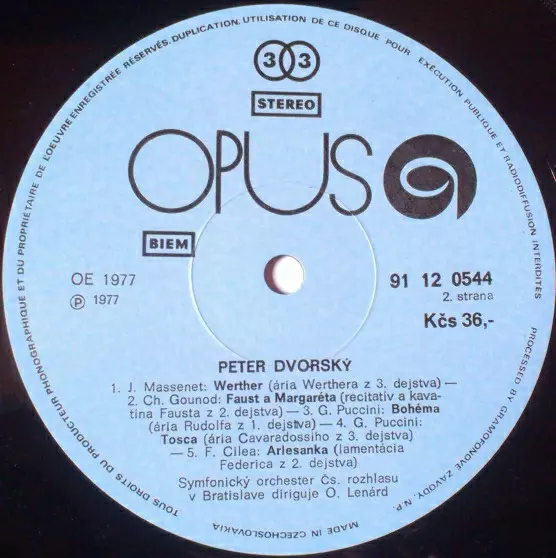 TOUS DROITS DU PRODUCTEUR PHONOGRAPHIQUE ET DU PROPRIÉTAIRE DE L'OEUVRE ENREGISTRÉE RÉSERVÉS. DUPLICATION. UTILISATION DE CE DISQUE POUR EXÉCUTION PUBLIQUE ET RADIODIFFUSION INTERDITES
33
STEREO
OPUS
BIEM
OE 1977
℗ 1977
91 12 0544
2. strana
Kčs 36,-
PETER DVORSKÝ
1. J. Massenet: Werther (ária Werthera z 3. dejstva) —
2. Ch. Gounod: Faust a Margaréta (recitatív a kava-
tína Fausta z 2. dejstva) — 3. G. Puccini: Bohéma
(ária Rudolfa z 1. dejstva) — 4. G. Puccini:
Tosca (ária Cavaradossiho z 3. dejstva)
— 5. F. Cilea: Arlesanka (lamentácia
Federica z 2. dejstva)
Symfonický orchester Čs. rozhlasu
v Bratislave diriguje O. Lenárd
PROCESSED BY GRAMOFONOVÉ ZÁVODY, N. P.
MADE IN CZECHOSLOVAKIA